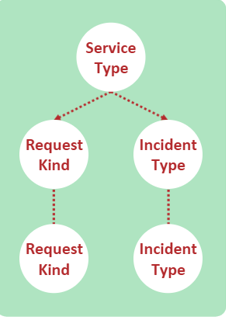 Service
Type
Request
Kind
Incident
Type
Request
Kind
Incident
Type